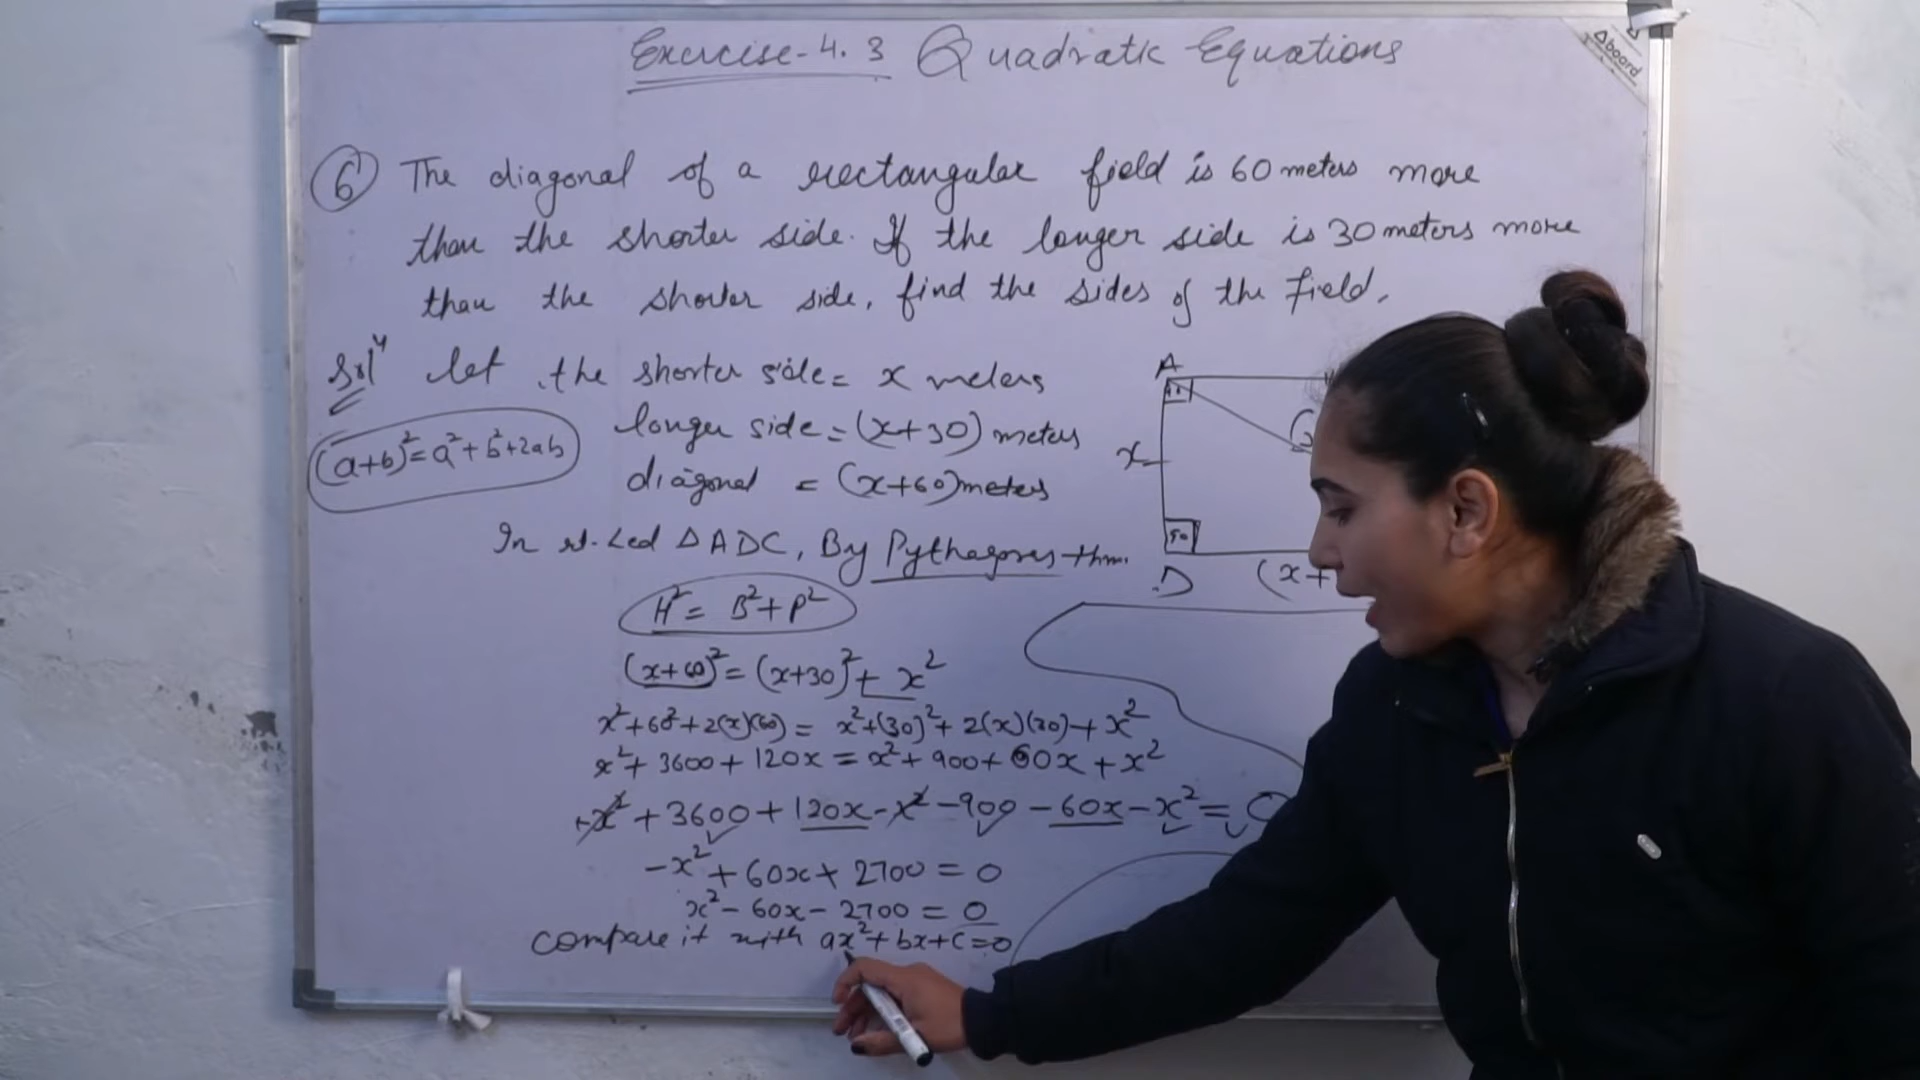 Exercise-4.3 Quadratic Equations
Δboard
6 The diagonal of a rectangular field is 60 meters more
than the shorter side. If the longer side is 30 meters more
than the shorter side, find the sides of the field.
Solⁿ let the shorter side = x meters
longer side = (x+30) meters
(a+b)²=a²+b²+2ab
diagonal = (x+60) meters
A
x
D
(x+
90
In rt. ∠ed Δ ADC, By Pythagores thm.
H² = B²+P²
(x+60)² = (x+30)² + x²
x²+60²+2(x)(60) = x²+(30)²+2(x)(30)+x²
x²+3600+120x = x²+900+60x+x²
+x²+3600+120x-x²-900-60x-x²=0
-x²+60x+2700=0
x²-60x-2700=0
compare it with ax²+bx+c=0